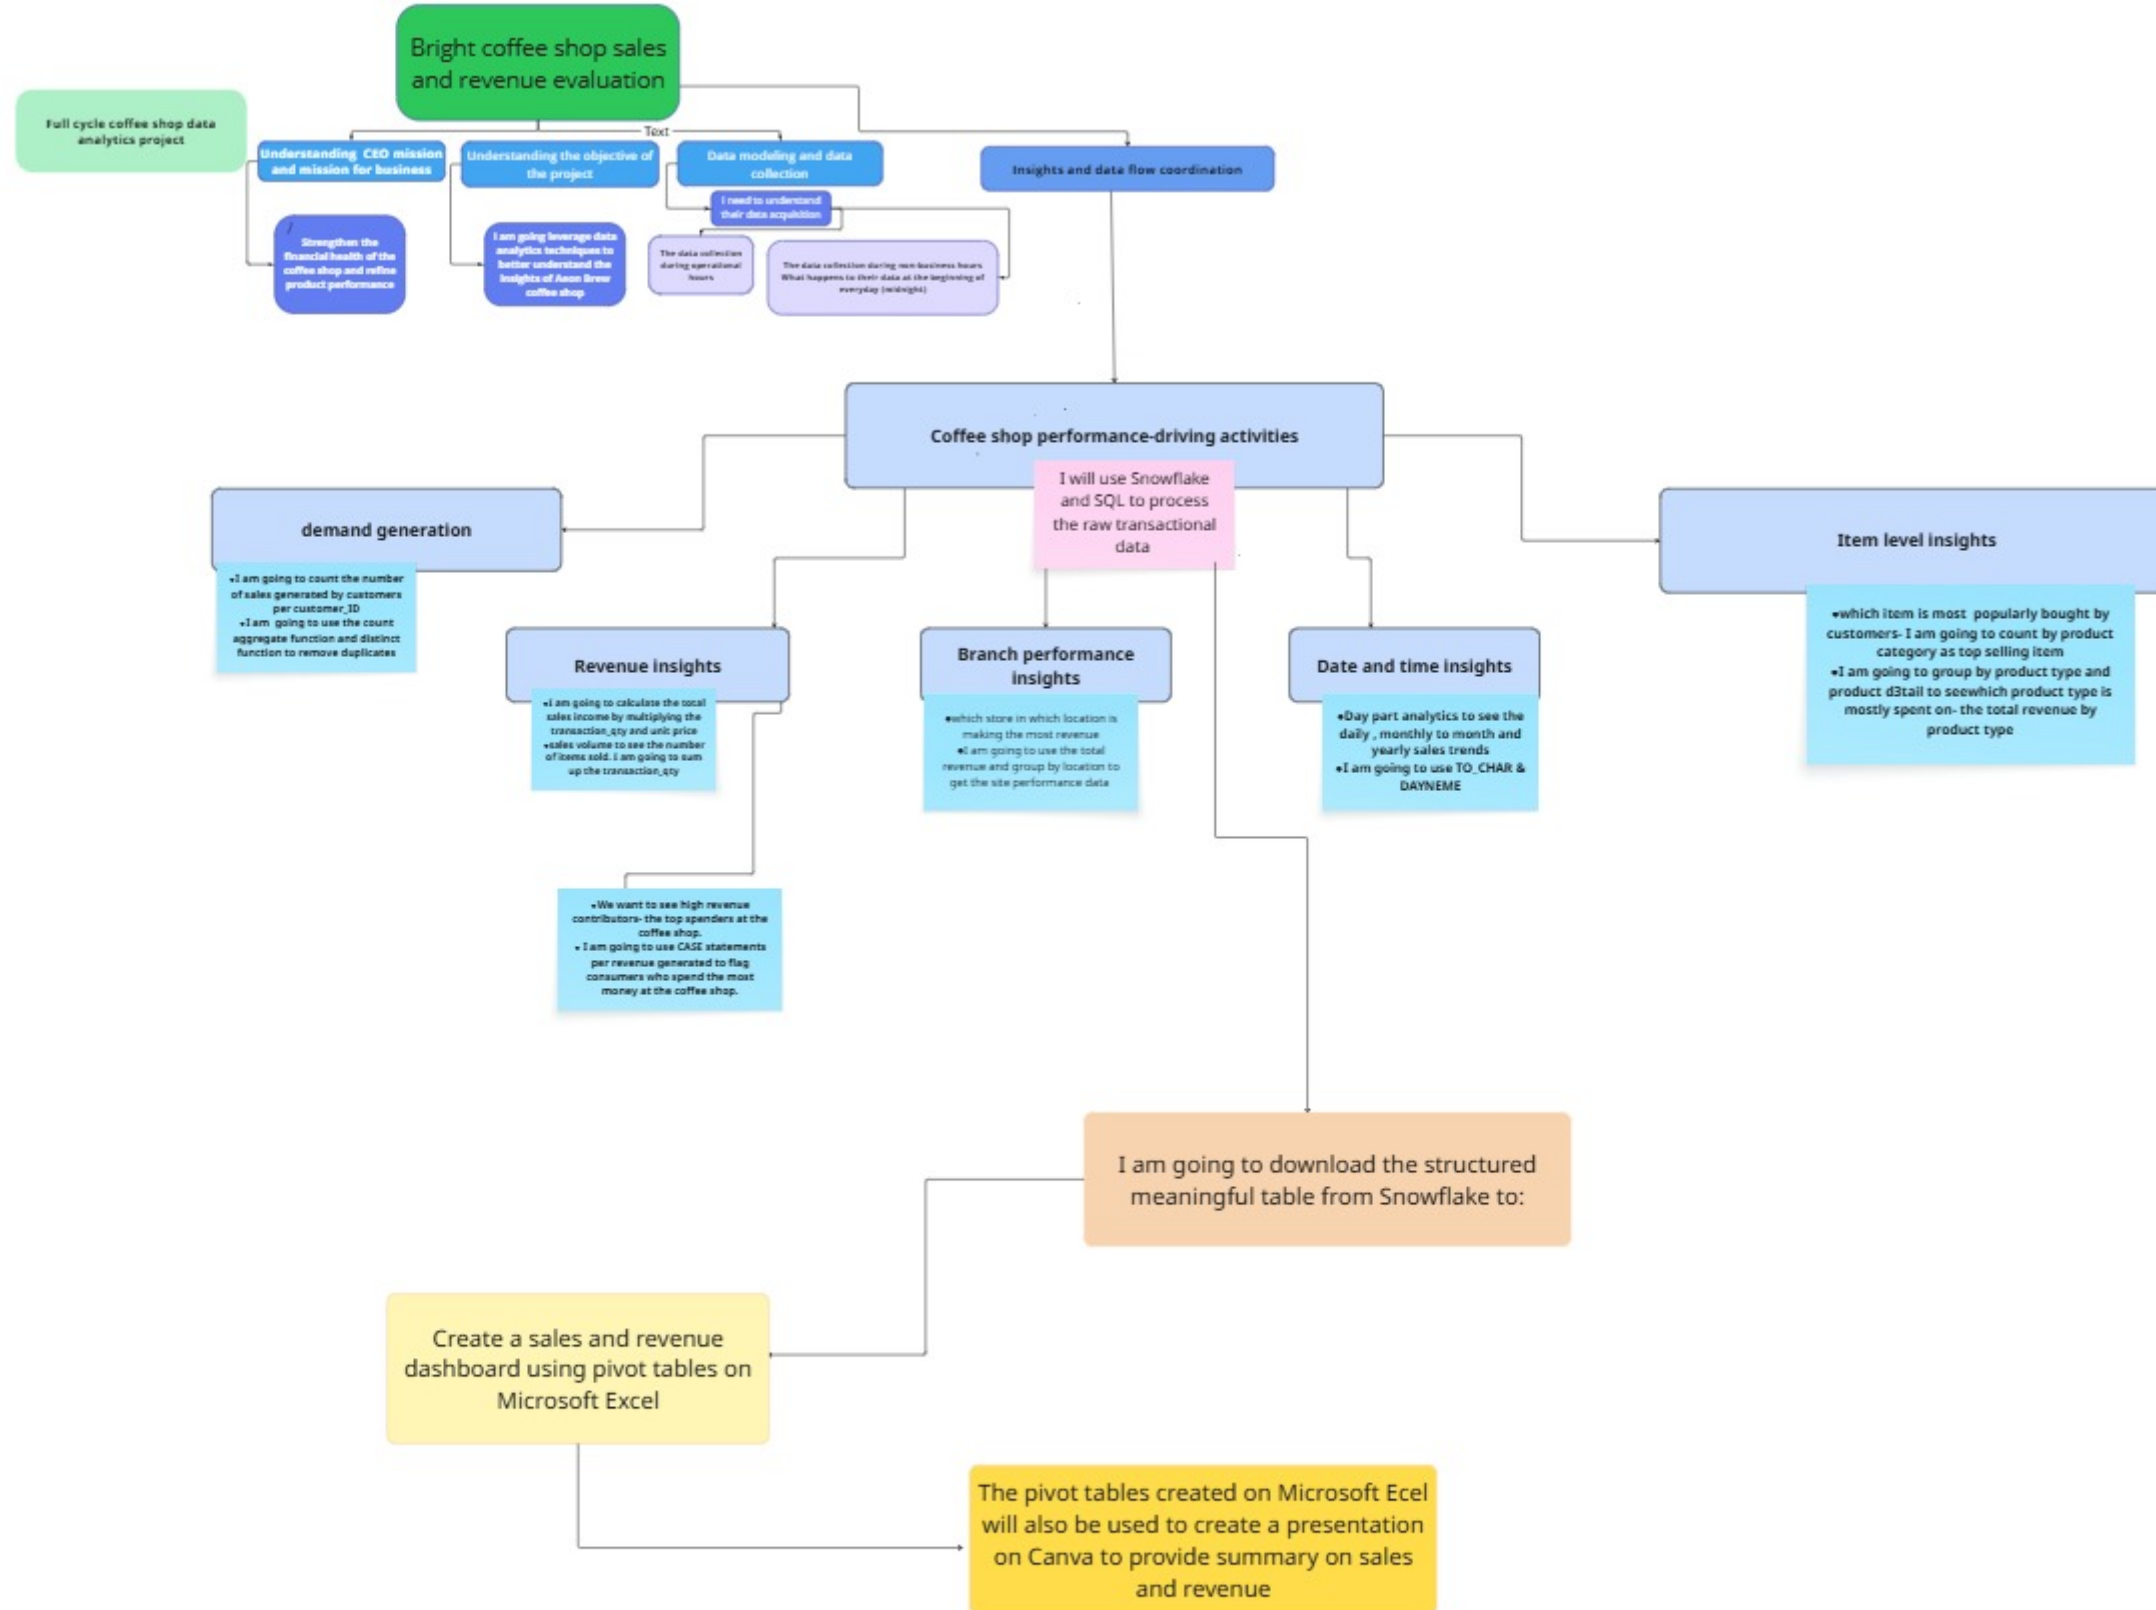 Bright coffee shop sales
and revenue evaluation
Full cycle coffee shop data
analytics project
Text
Understanding CEO mission
and mission for business
Understanding the objective of
the project
Data modeling and data
collection
Insights and data flow coordination
I need to understand
their data acquisition
/
Strengthen the
financial health of the
coffee shop and refine
product performance
I am going leverage data
analytics techniques to
better understand the
insights of Aeon Brew
coffee shop
The data collection
during operational
hours
The data collection during non-business hours
What happens to their data at the beginning of
everyday (midnight)
Coffee shop performance-driving activities
I will use Snowflake
and SQL to process
the raw transactional
data
demand generation
•I am going to count the number
of sales generated by customers
per customer_ID
•I am going to use the count
aggregate function and distinct
function to remove duplicates
Revenue insights
•I am going to calculate the total
sales income by multiplying the
transaction_qty and unit price
•sales volume to see the number
of items sold. I am going to sum
up the transaction_qty
Branch performance
insights
•which store in which location is
making the most revenue
•I am going to use the total
revenue and group by location to
get the site performance data
Date and time insights
•Day part analytics to see the
daily , monthly to month and
yearly sales trends
•I am going to use TO_CHAR &
DAYNEME
Item level insights
•which item is most popularly bought by
customers- I am going to count by product
category as top selling item
•I am going to group by product type and
product d3tail to seewhich product type is
mostly spent on- the total revenue by
product type
•We want to see high revenue
contributors- the top spenders at the
coffee shop.
• I am going to use CASE statements
per revenue generated to flag
consumers who spend the most
money at the coffee shop.
I am going to download the structured
meaningful table from Snowflake to:
Create a sales and revenue
dashboard using pivot tables on
Microsoft Excel
The pivot tables created on Microsoft Ecel
will also be used to create a presentation
on Canva to provide summary on sales
and revenue